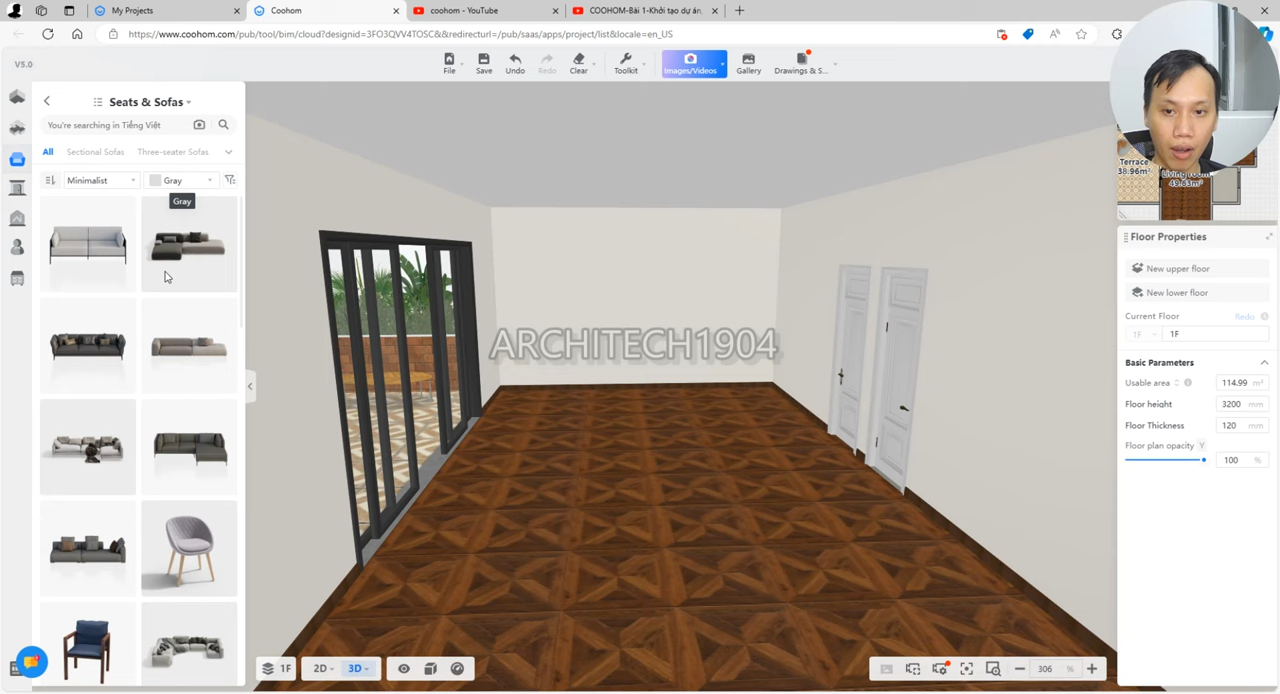 My Projects
Coohom
coohom - YouTube
COOHOM-Bài 1-Khởi tạo dự án,
https://www.coohom.com/pub/tool/bim/cloud?designid=3FO3QVV4TOSC&&redirecturl=/pub/saas/apps/project/list&locale=en_US
V5.0
File
Save
Undo
Redo
Clear
Toolkit
Images/Videos
Gallery
Drawings & S...
Seats & Sofas
You're searching in Tiếng Việt
All
Sectional Sofas
Three-seater Sofas
Minimalist
Gray
Gray
ARCHITECH1904
Terrace
38.96m²
Living room
49.83m²
Floor Properties
New upper floor
New lower floor
Current Floor
Redo
1F
1F
Basic Parameters
Usable area
114.99 m²
Floor height
3200 mm
Floor Thickness
120 mm
Floor plan opacity Y
100 %
1F
2D
3D
306 %